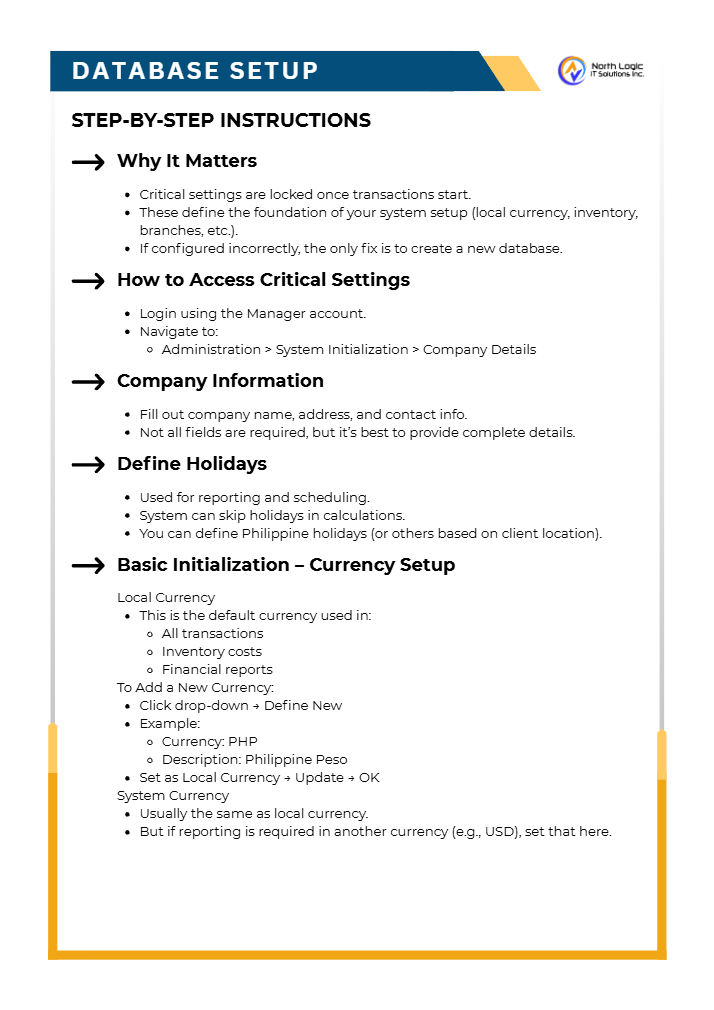 DATABASE SETUP
North Logic
IT Solutions Inc.
STEP-BY-STEP INSTRUCTIONS
Why It Matters
• Critical settings are locked once transactions start.
• These define the foundation of your system setup (local currency, inventory,
branches, etc.).
• If configured incorrectly, the only fix is to create a new database.
How to Access Critical Settings
• Login using the Manager account.
• Navigate to:
◦ Administration > System Initialization > Company Details
Company Information
• Fill out company name, address, and contact info.
• Not all fields are required, but it’s best to provide complete details.
Define Holidays
• Used for reporting and scheduling.
• System can skip holidays in calculations.
• You can define Philippine holidays (or others based on client location).
Basic Initialization – Currency Setup
Local Currency
• This is the default currency used in:
◦ All transactions
◦ Inventory costs
◦ Financial reports
To Add a New Currency:
• Click drop-down → Define New
• Example:
◦ Currency: PHP
◦ Description: Philippine Peso
• Set as Local Currency → Update → OK
System Currency
• Usually the same as local currency.
• But if reporting is required in another currency (e.g., USD), set that here.